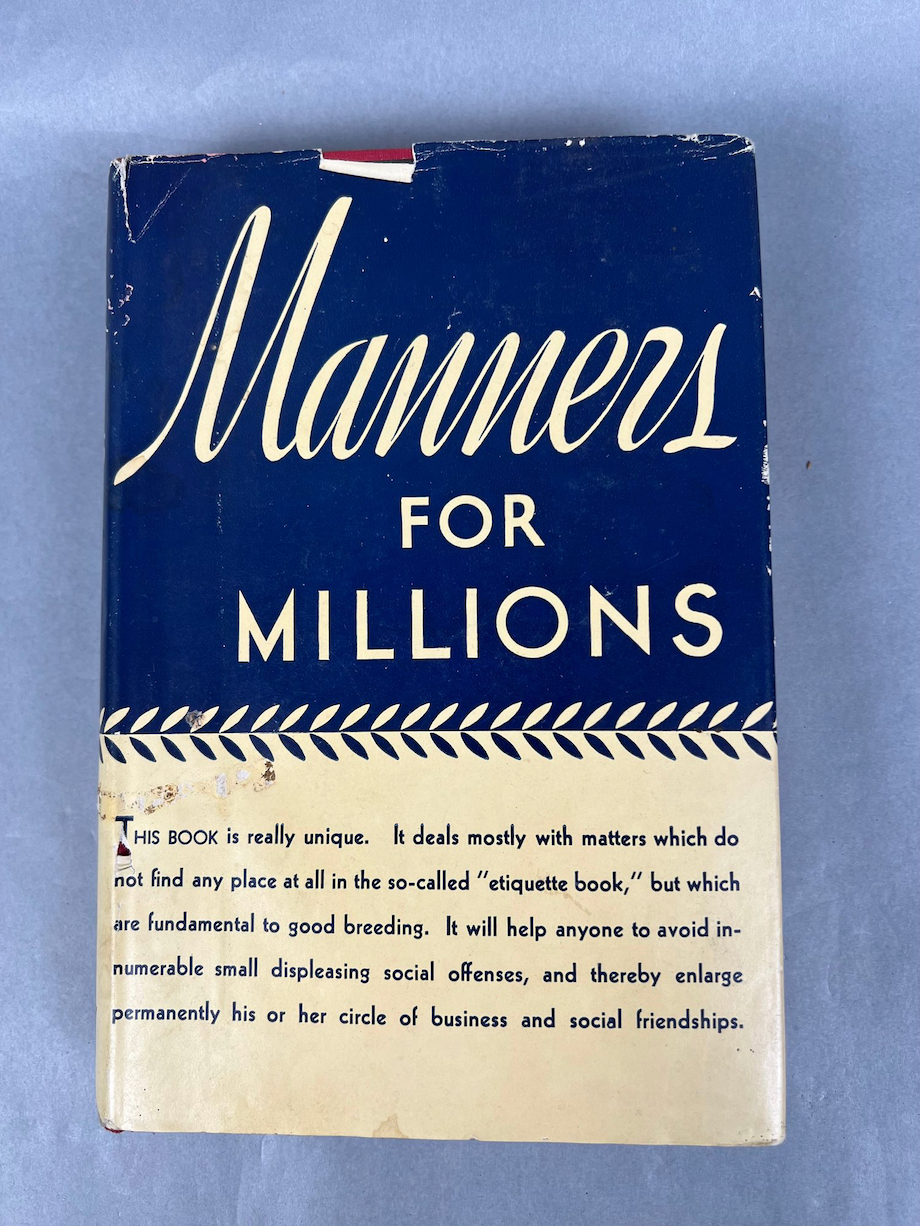 Manners
FOR
MILLIONS
THIS BOOK is really unique. It deals mostly with matters which do
not find any place at all in the so-called "etiquette book," but which
are fundamental to good breeding. It will help anyone to avoid in-
numerable small displeasing social offenses, and thereby enlarge
permanently his or her circle of business and social friendships.